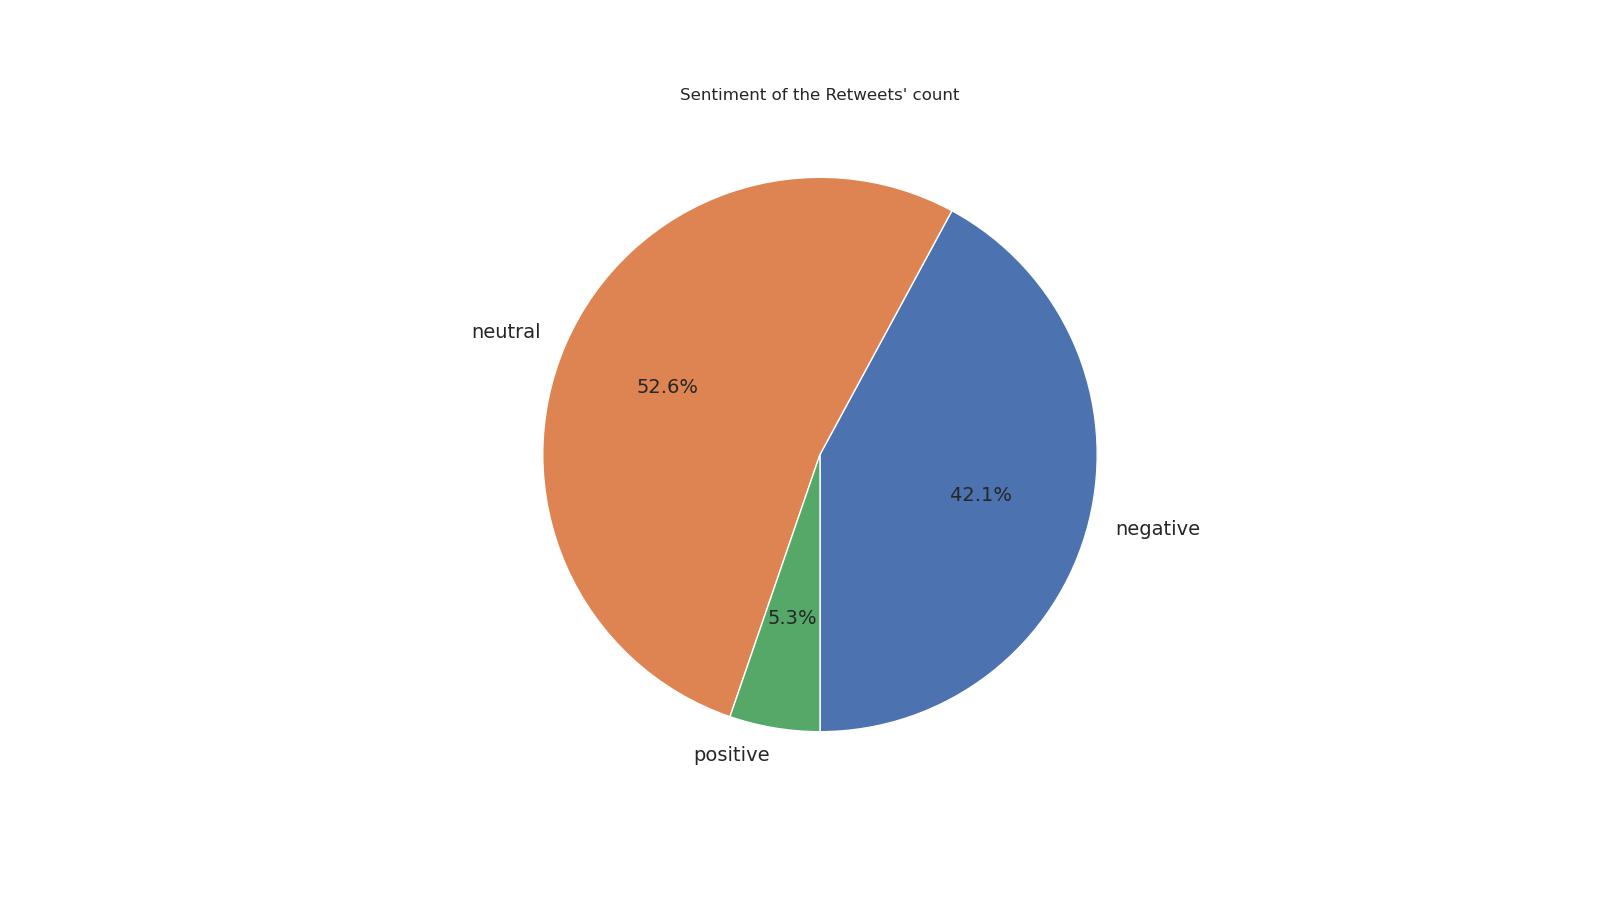 Sentiment of the Retweets' count
neutral
52.6%
42.1%
negative
5.3%
positive